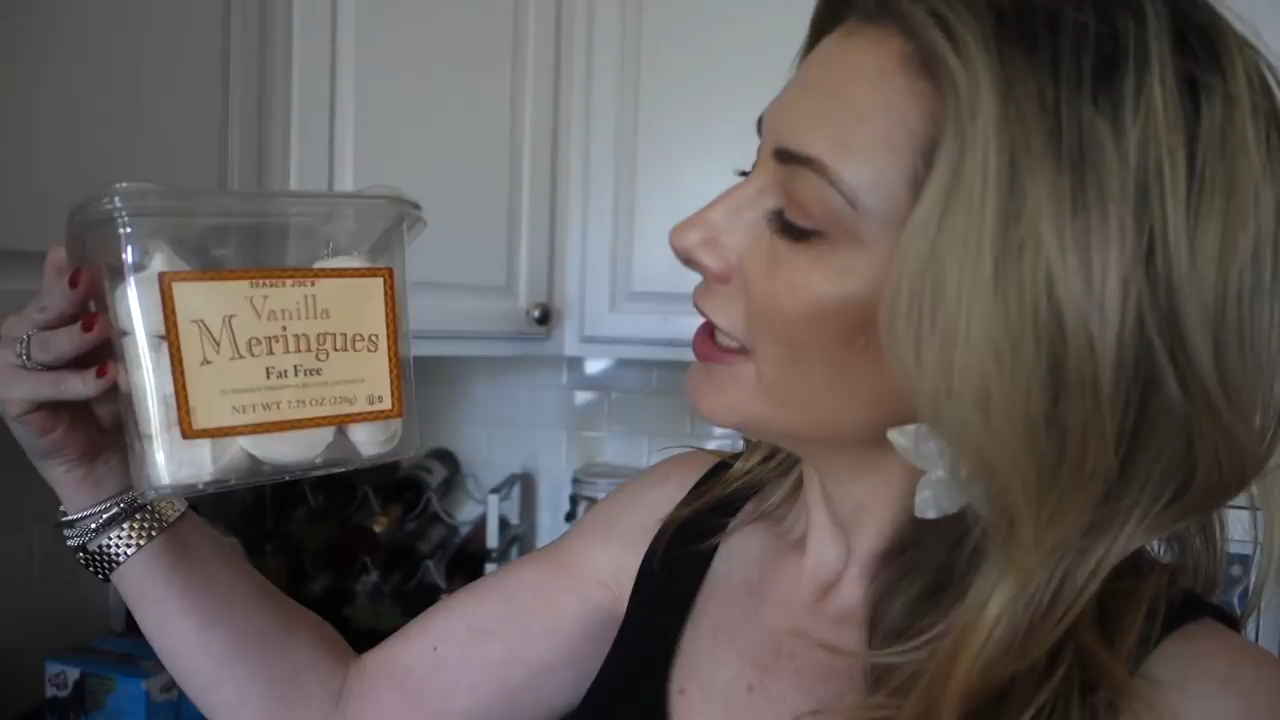 TRADER JOE'S
Vanilla
Meringues
Fat Free
NET WT. 7.75 OZ (220g)